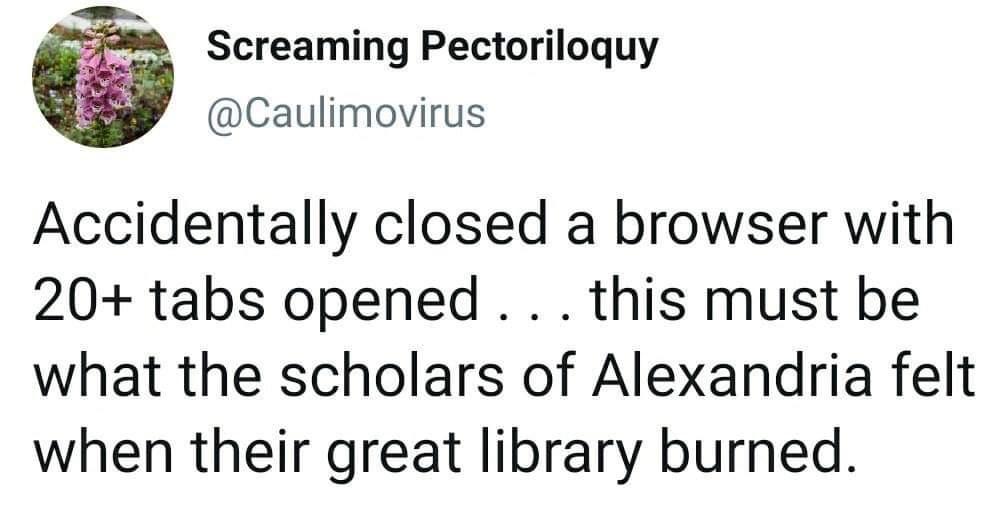 Screaming Pectoriloquy
@Caulimovirus
Accidentally closed a browser with
20+ tabs opened . . . this must be
what the scholars of Alexandria felt
when their great library burned.